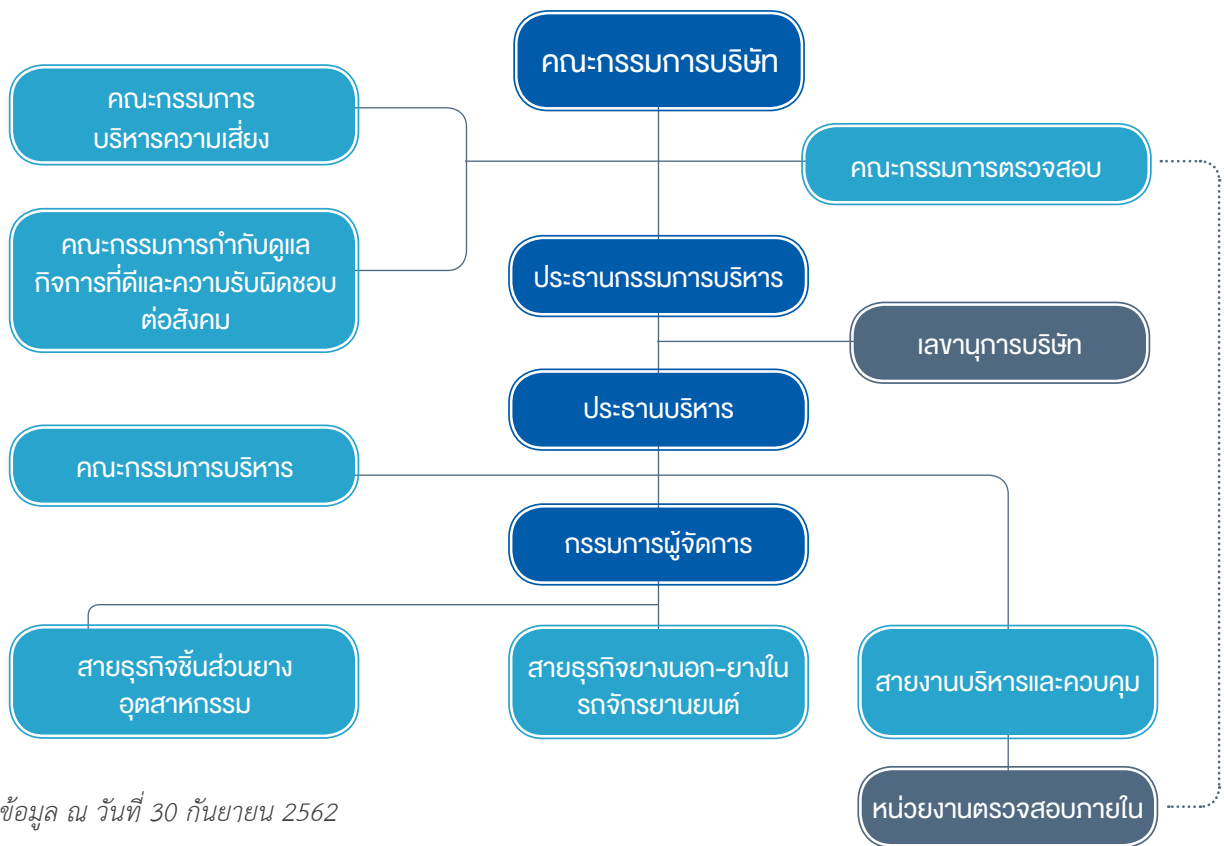 คณะกรรมการบริษัท
คณะกรรมการ
บริหารความเสี่ยง
คณะกรรมการตรวจสอบ
คณะกรรมการกำกับดูแล
กิจการที่ดีและความรับผิดชอบ
ต่อสังคม
ประธานกรรมการบริหาร
เลขานุการบริษัท
ประธานบริหาร
คณะกรรมการบริหาร
กรรมการผู้จัดการ
สายธุรกิจชิ้นส่วนยาง
อุตสาหกรรม
สายธุรกิจยางนอก-ยางใน
รถจักรยานยนต์
สายงานบริหารและควบคุม
หน่วยงานตรวจสอบภายใน
ข้อมูล ณ วันที่ 30 กันยายน 2562